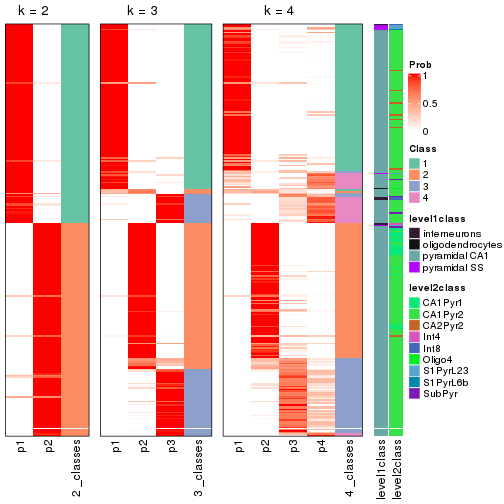 k = 2
k = 3
k = 4
p1
p2
2_classes
p1
p2
p3
3_classes
p1
p2
p3
p4
4_classes
level1class
level2class
Prob
1
0.5
0
Class
1
2
3
4
level1class
interneurons
oligodendrocytes
pyramidal CA1
pyramidal SS
level2class
CA1Pyr1
CA1Pyr2
CA2Pyr2
Int4
Int8
Oligo4
S1PyrL23
S1PyrL6b
SubPyr